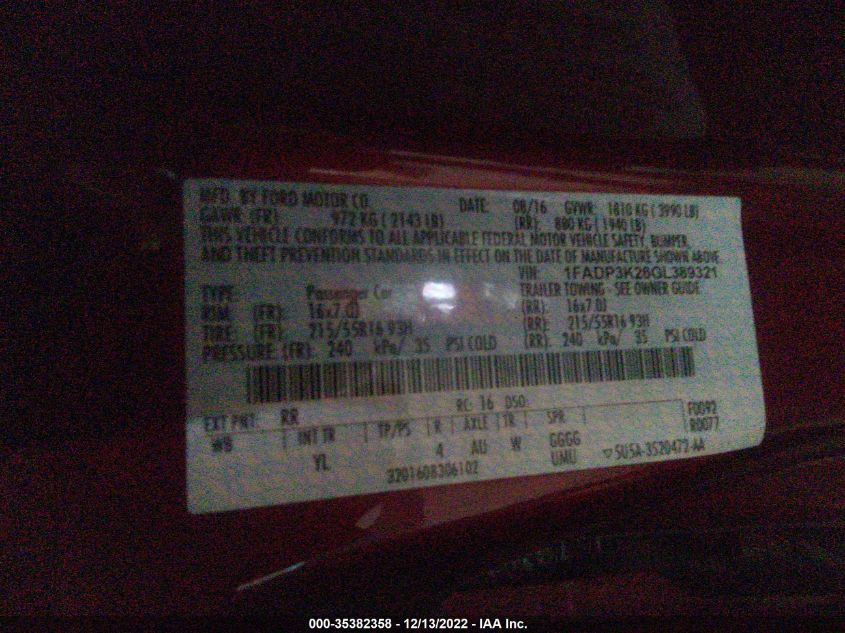 MFD. BY FORD MOTOR CO. DATE: 08/16 GVWR: 1810 KG ( 3990 LB)
GAWR (FR): 972 KG ( 2143 LB) (RR): 880 KG ( 1940 LB)
THIS VEHICLE CONFORMS TO ALL APPLICABLE FEDERAL MOTOR VEHICLE SAFETY, BUMPER,
AND THEFT PREVENTION STANDARDS IN EFFECT ON THE DATE OF MANUFACTURE SHOWN ABOVE.
VIN: 1FADP3K28GL389321
TYPE: Passenger Car TRAILER TOWING - SEE OWNER GUIDE
RIM: (FR): 16x7.0J (RR): 16x7.0J
TIRE: (FR): 215/55R16 93H (RR): 215/55R16 93H
PRESSURE: (FR): 240 kPa/ 35 PSI COLD (RR): 240 kPa/ 35 PSI COLD
EXT PNT: RR RC: 16 DSO: F0G92
WB INT TR TP/PS R AXLE TR SPR R0077
YL 4 AU W GGGG
3201608306102 UMU ▽5U5A-3520472-AA
000-35382358 - 12/13/2022 - IAA Inc.